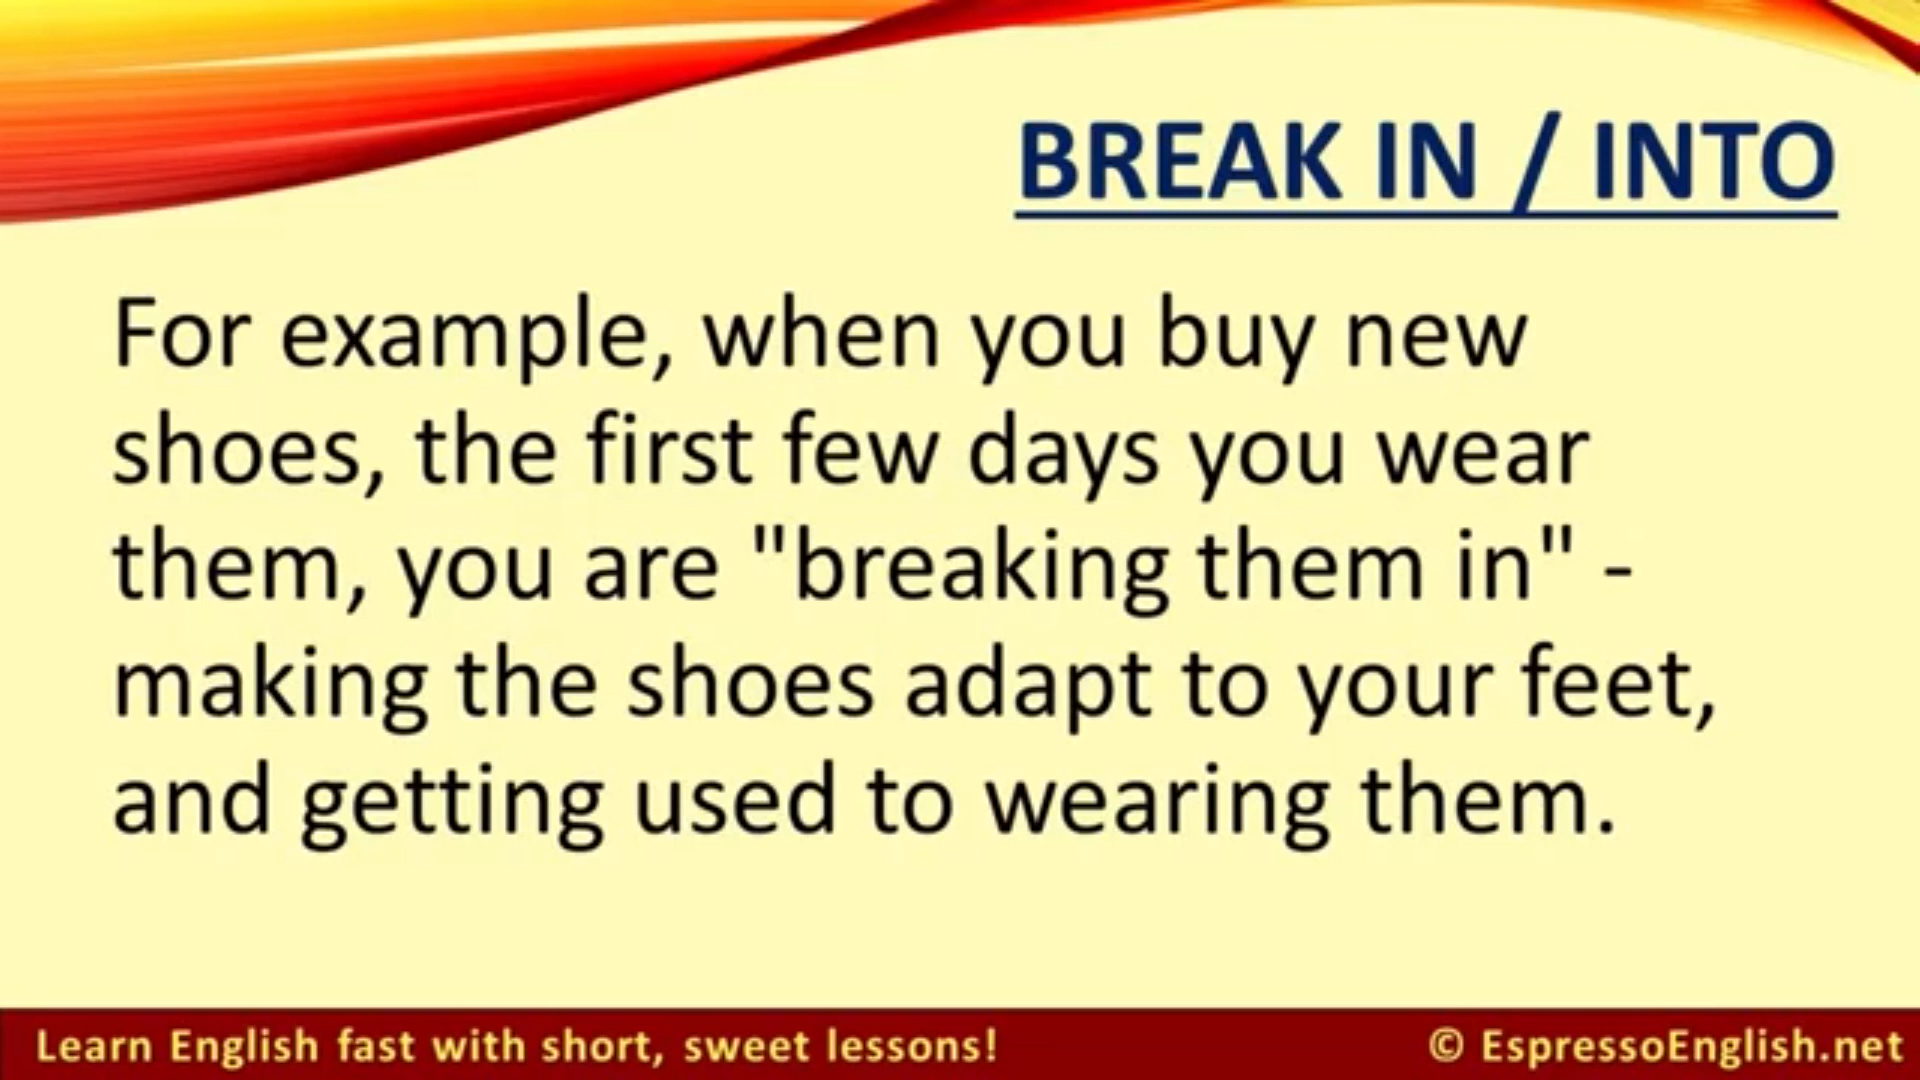 BREAK IN / INTO
For example, when you buy new
shoes, the first few days you wear
them, you are "breaking them in" -
making the shoes adapt to your feet,
and getting used to wearing them.
Learn English fast with short, sweet lessons!
© EspressoEnglish.net